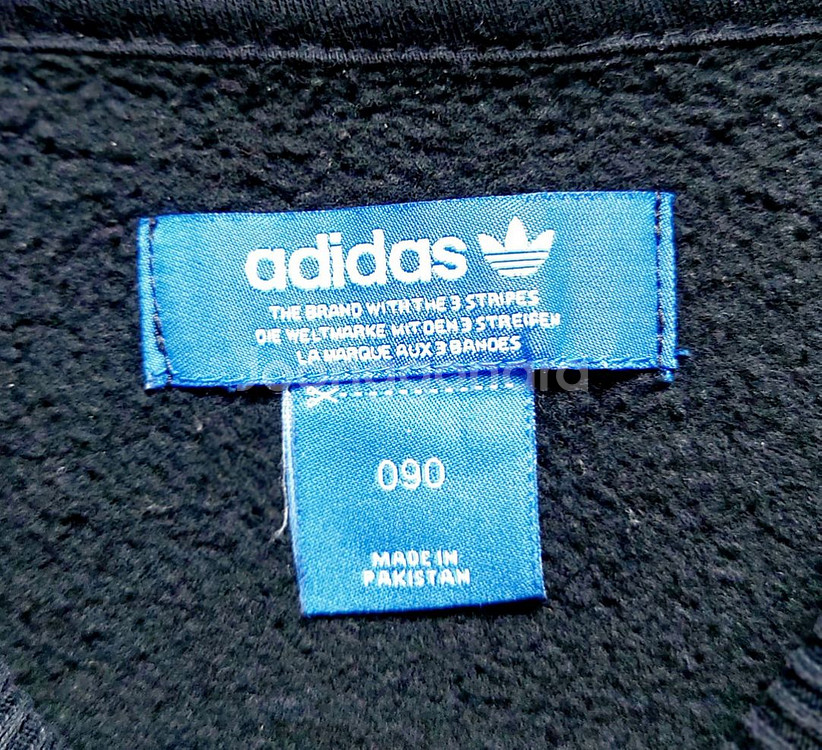 adidas
THE BRAND WITH THE 3 STRIPES
DIE WELTMARKE MIT DEN 3 STREIFEN
LA MARQUE AUX 3 BANDES
090
MADE IN
PAKISTAN